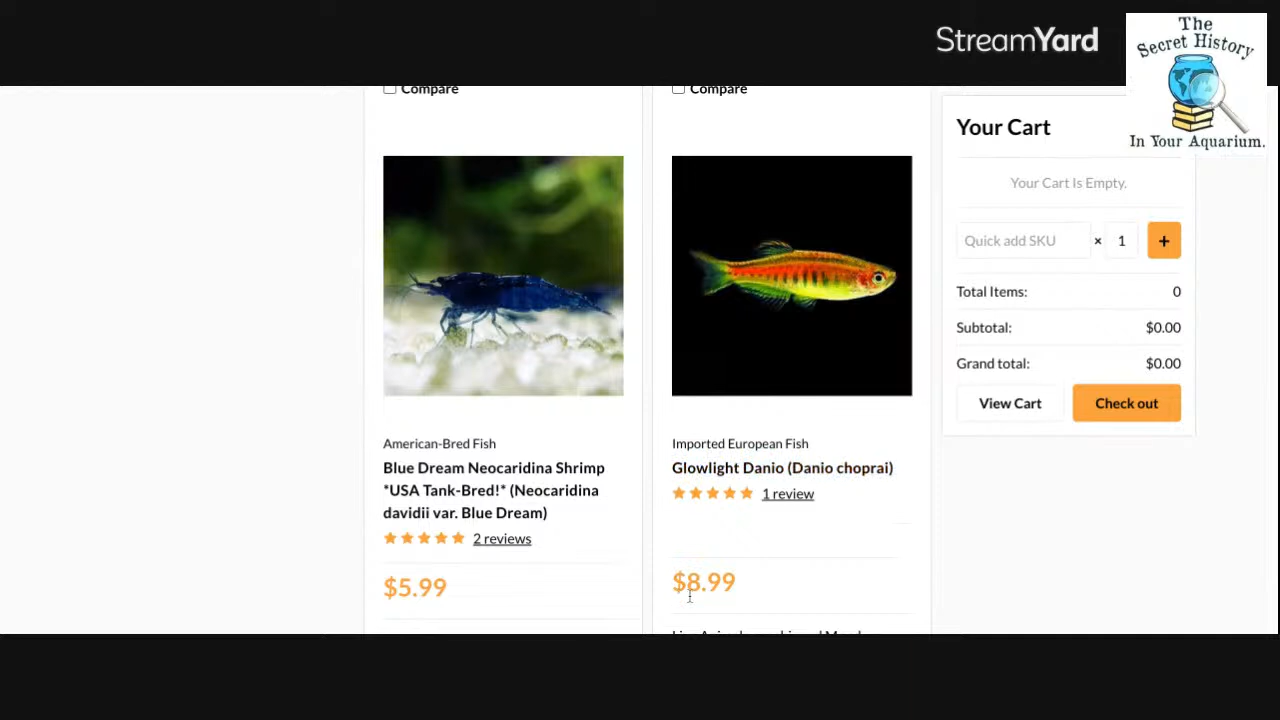 StreamYard
The
Secret History
In Your Aquarium.
Compare
Compare
American-Bred Fish
Blue Dream Neocaridina Shrimp
*USA Tank-Bred!* (Neocaridina
davidii var. Blue Dream)
2 reviews
$5.99
Imported European Fish
Glowlight Danio (Danio choprai)
1 review
$8.99
Your Cart
Your Cart Is Empty.
Quick add SKU × 1 +
Total Items: 0
Subtotal: $0.00
Grand total: $0.00
View Cart Check out